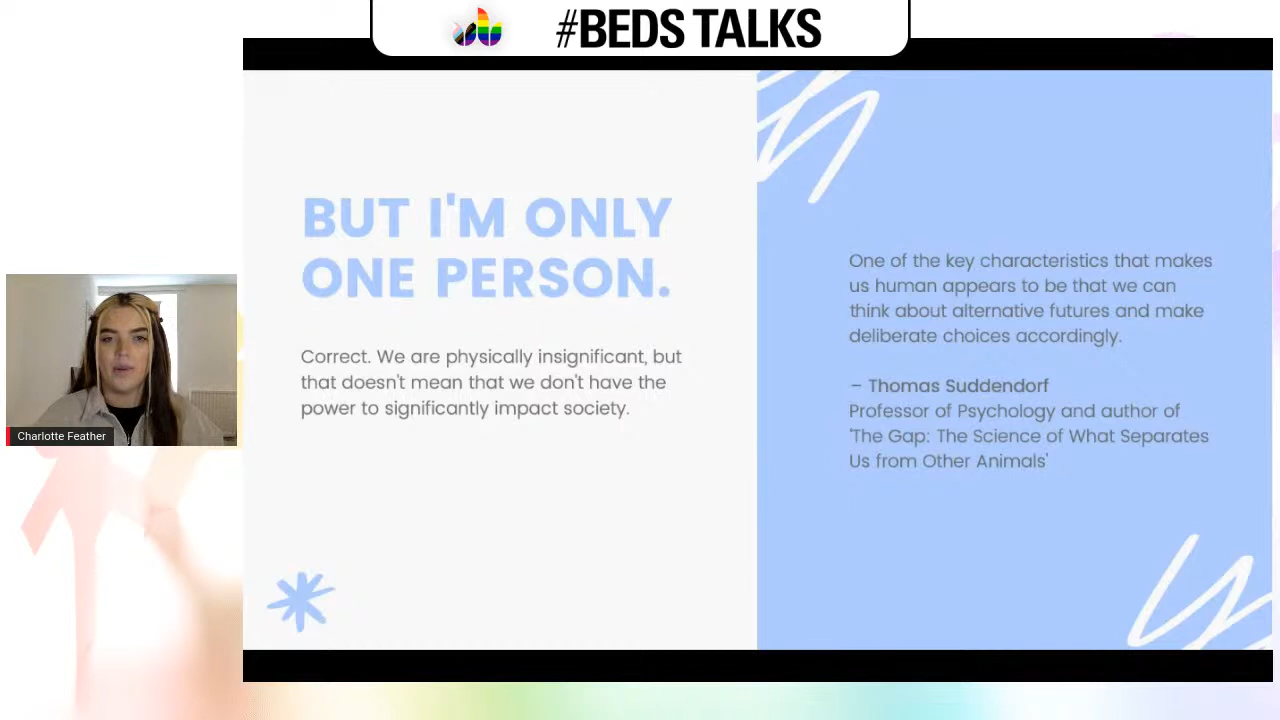 #BEDS TALKS
BUT I'M ONLY
ONE PERSON.
Correct. We are physically insignificant, but
that doesn't mean that we don't have the
power to significantly impact society.
One of the key characteristics that makes
us human appears to be that we can
think about alternative futures and make
deliberate choices accordingly.
– Thomas Suddendorf
Professor of Psychology and author of
'The Gap: The Science of What Separates
Us from Other Animals'
Charlotte Feather